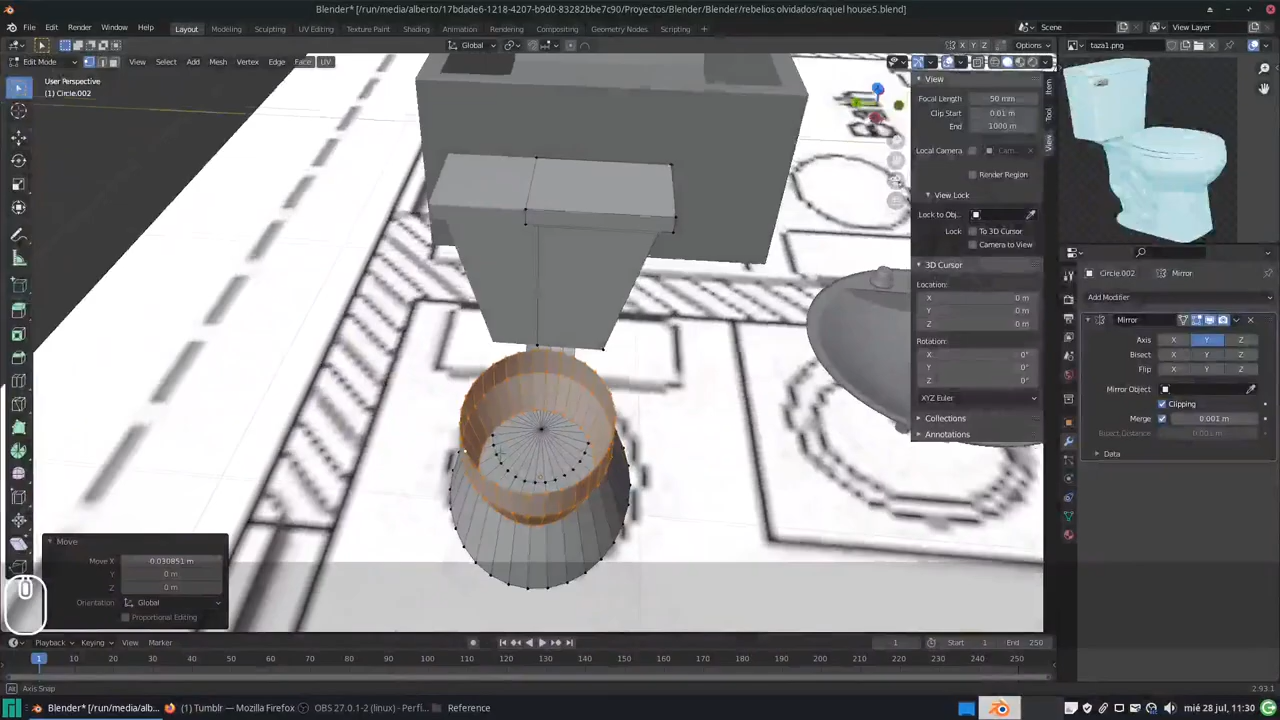 Blender* [/run/media/alberto/17bdade6-1218-4207-b9d0-83282bbe7c90/Proyectos/Blender/Blender/rebelios olvidados/raquel house5.blend]
File Edit Render Window Help Layout Modeling Sculpting UV Editing Texture Paint Shading Animation Rendering Compositing Geometry Nodes Scripting + Scene View Layer
Global X Y Z Options taza1.png
Edit Mode View Select Add Mesh Vertex Edge Face UV
User Perspective
(1) Circle.002
View
Focal Length 50 mm
Clip Start 0.01 m
End 1000 m
Local Camera Cam...
Render Region
View Lock
Lock to Obj...
Lock To 3D Cursor
Camera to View
3D Cursor
Location:
X 0 m
Y 0 m
Z 0 m
Rotation:
X 0°
Y 0°
Z 0°
XYZ Euler
Collections
Annotations
Item
Tool
View
Circle.002 Mirror
Add Modifier
Mirror
Axis X Y Z
Bisect X Y Z
Flip X Y Z
Mirror Object
Clipping
Merge 0.001 m
Bisect Distance 0.001 m
Data
Move
Move X 0.030851 m
Y 0 m
Z 0 m
Orientation Global
Proportional Editing
Playback Keying View Marker 1 Start 1 End 250
1 10 20 30 40 50 60 70 80 90 100 110 120 130 140 150 160 170 180 190 200 210 220 230 240 250
Axis Snap 2.93.1
Blender* [/run/media/alb... (1) Tumblr — Mozilla Firefox OBS 27.0.1-2 (linux) - Perfi... Reference mié 28 jul, 11:30